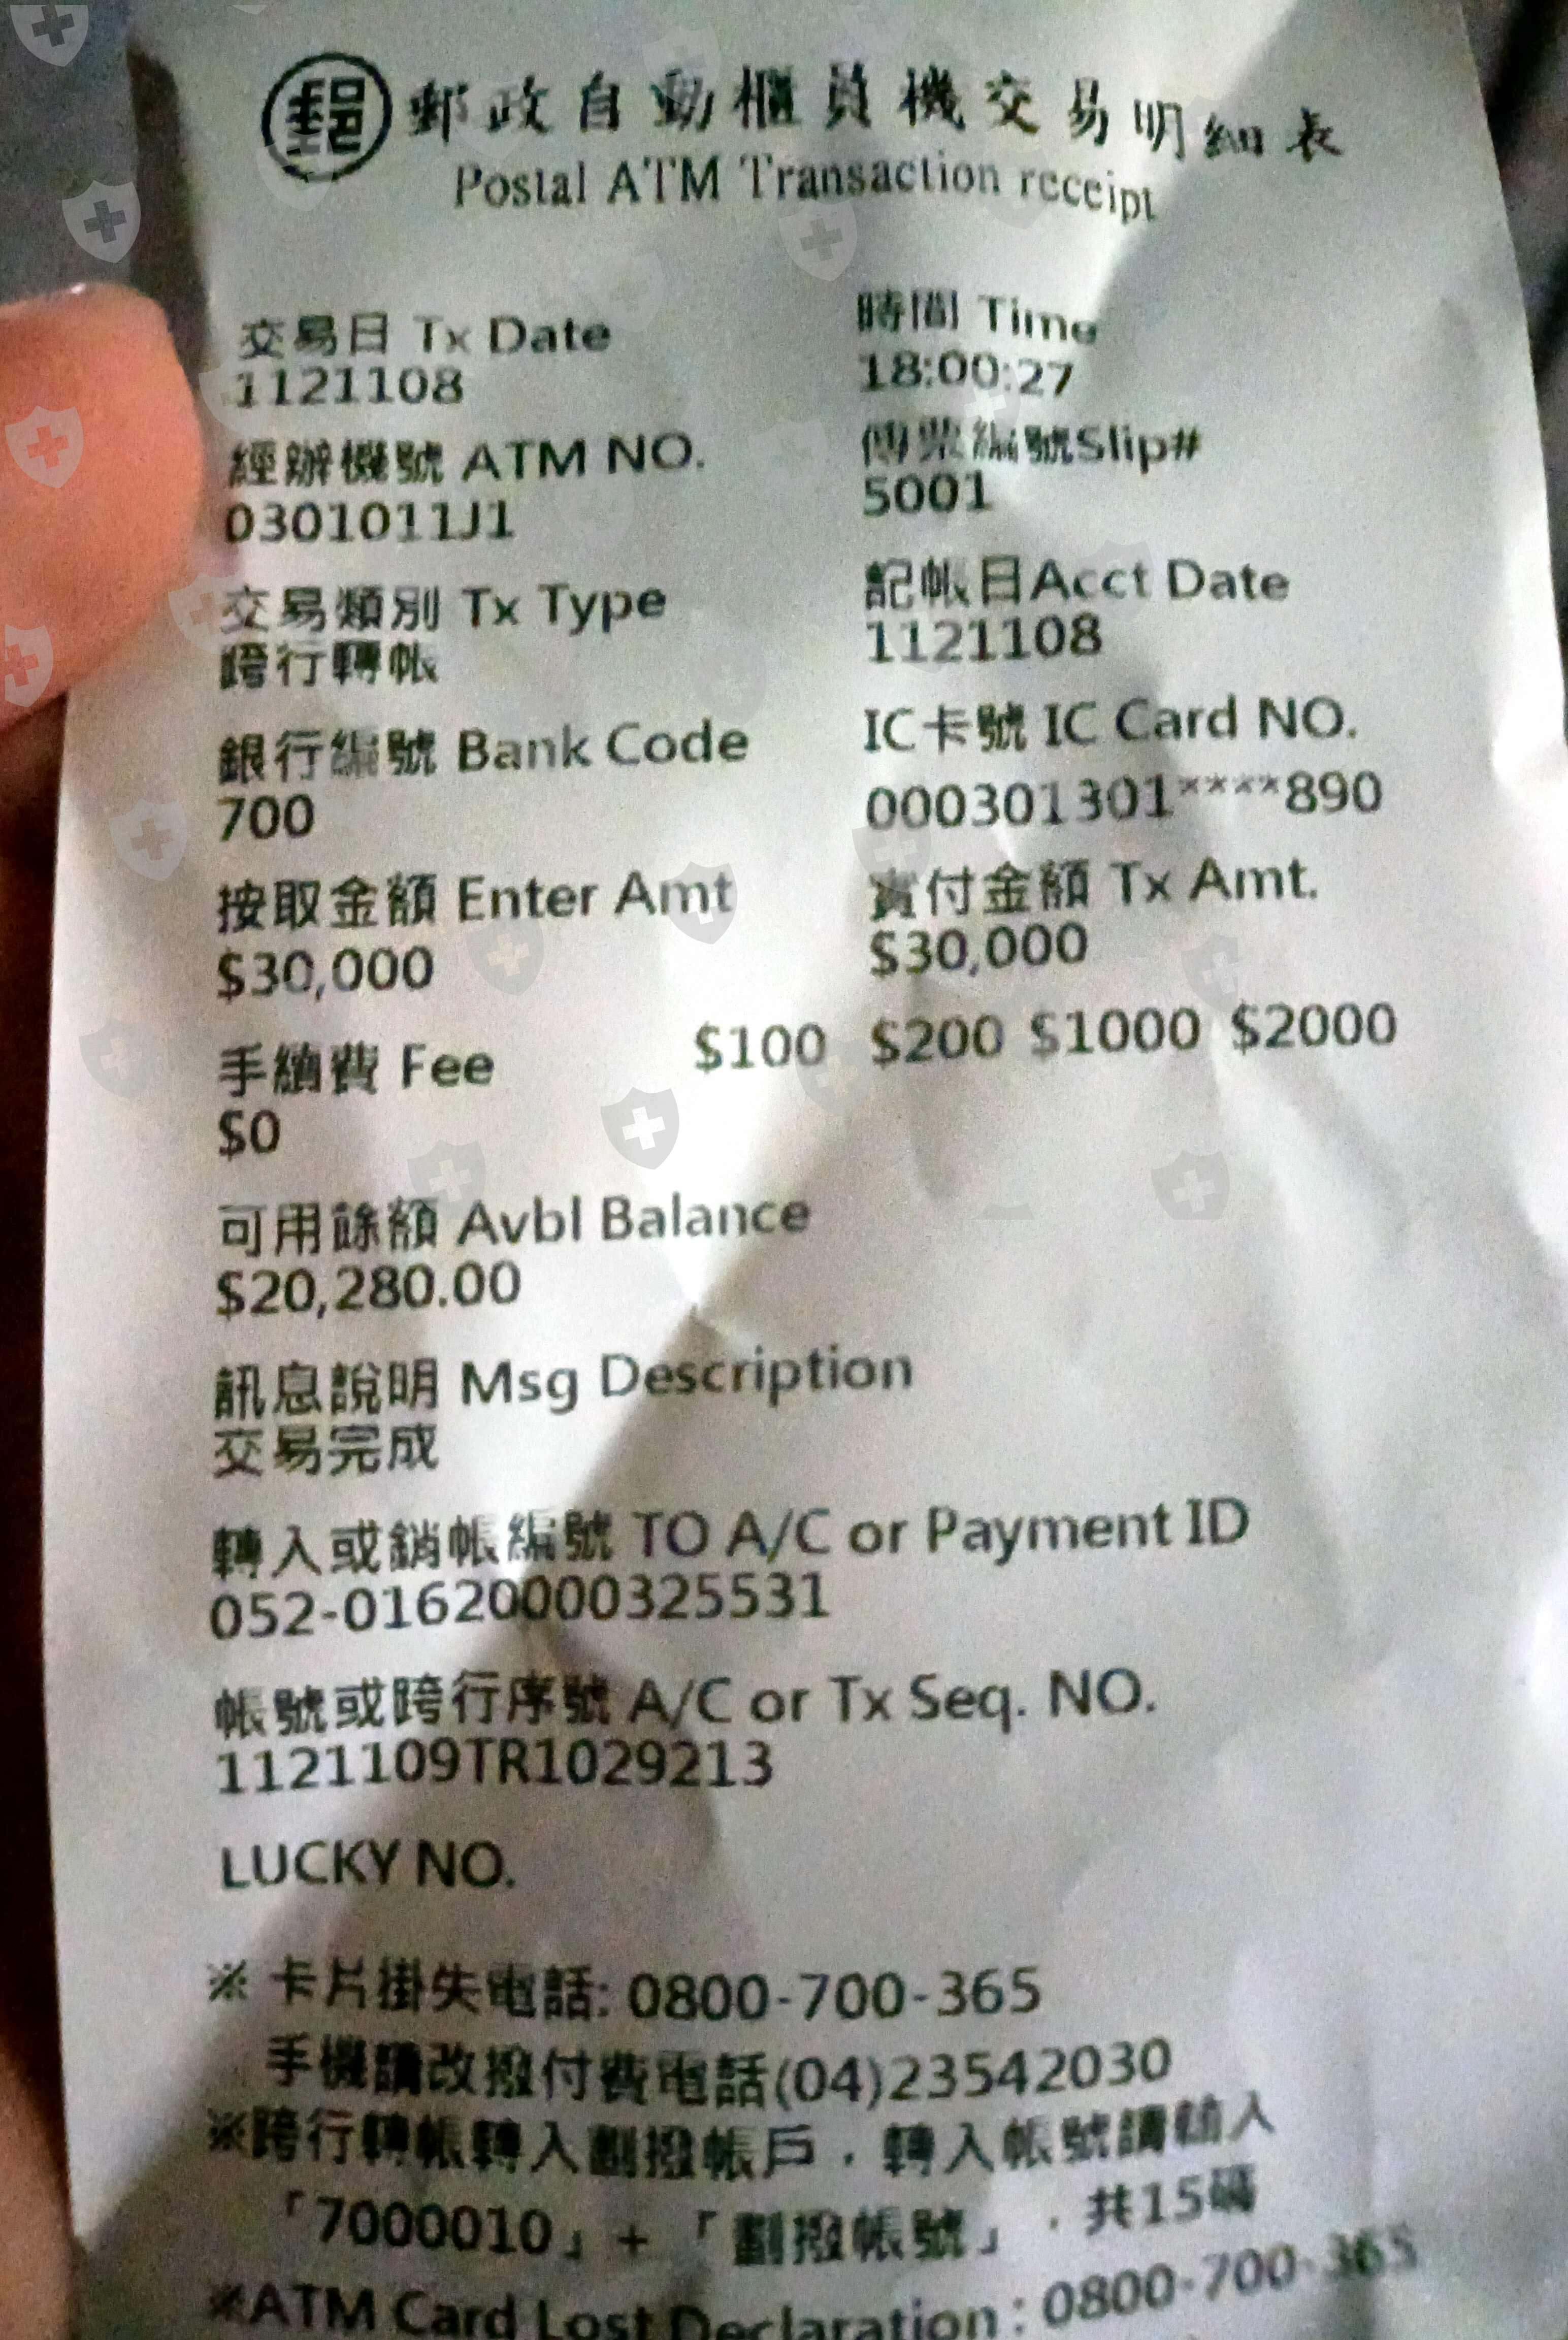 郵 郵政自動櫃員機交易明細表
Postal ATM Transaction receipt
交易日 Tx Date 時間 Time
1121108 18:00:27
經辦機號 ATM NO. 傳票編號Slip#
0301011J1 5001
交易類別 Tx Type 記帳日Acct Date
跨行轉帳 1121108
銀行編號 Bank Code IC卡號 IC Card NO.
700 000301301****890
按取金額 Enter Amt 實付金額 Tx Amt.
$30,000 $30,000
手續費 Fee $100 $200 $1000 $2000
$0
可用餘額 Avbl Balance
$20,280.00
訊息說明 Msg Description
交易完成
轉入或銷帳編號 TO A/C or Payment ID
052-01620000325531
帳號或跨行序號 A/C or Tx Seq. NO.
1121109TR1029213
LUCKY NO.
※ 卡片掛失電話: 0800-700-365
手機請改撥付費電話(04)23542030
※跨行轉帳轉入劃撥帳戶，轉入帳號請輸入
「7000010」+「劃撥帳號」，共15碼
※ATM Card Lost Declaration : 0800-700-365